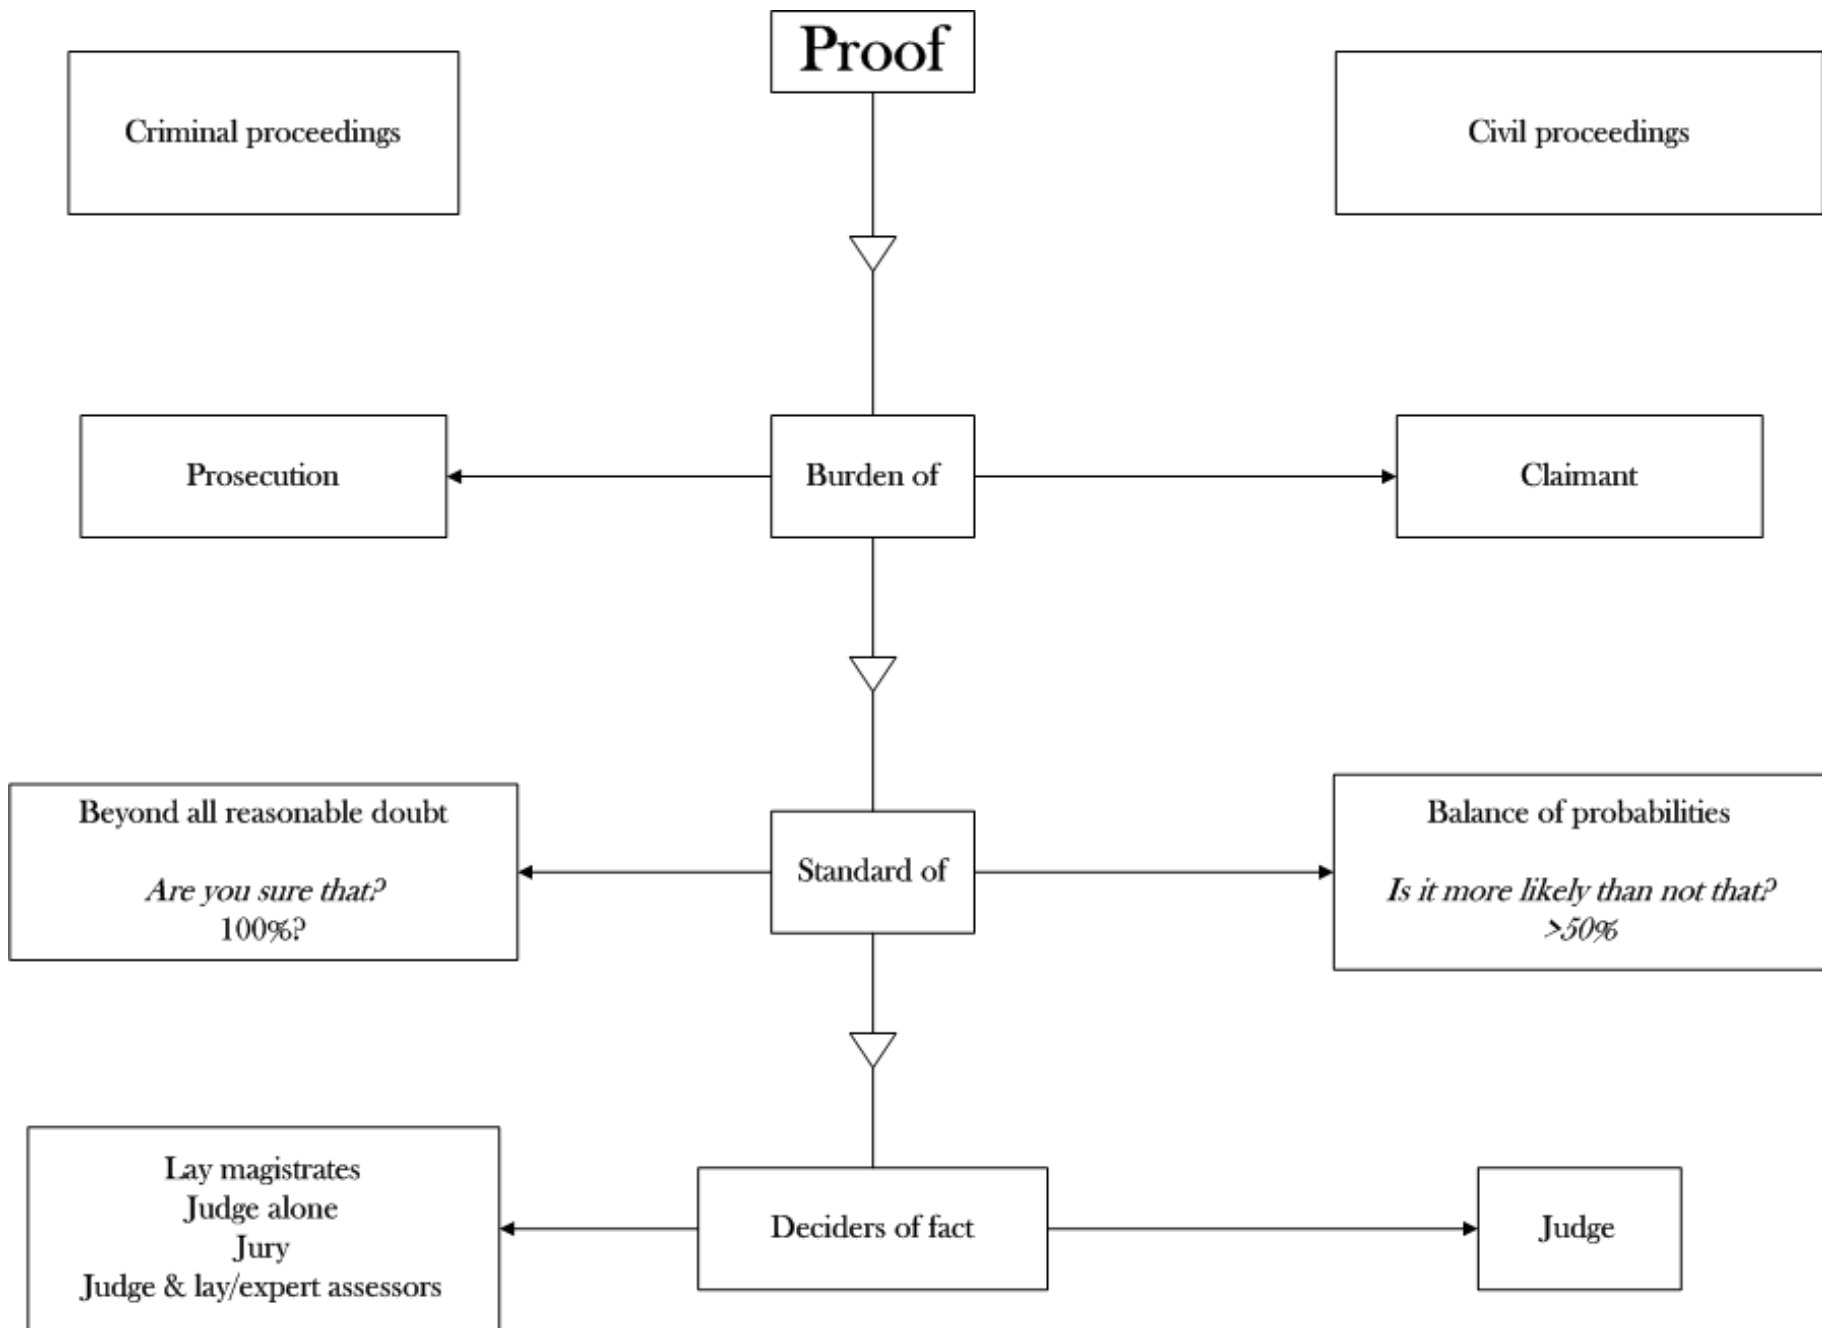 Proof
Criminal proceedings
Civil proceedings
Prosecution
Burden of
Claimant
Beyond all reasonable doubt
Are you sure that?
100%?
Standard of
Balance of probabilities
Is it more likely than not that?
>50%
Lay magistrates
Judge alone
Jury
Judge & lay/expert assessors
Deciders of fact
Judge